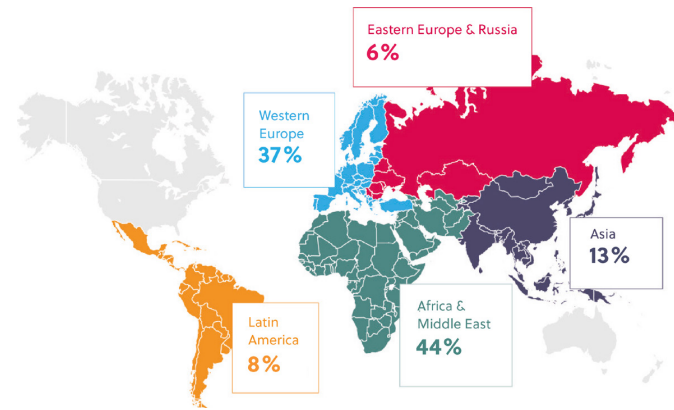 Eastern Europe & Russia
6%
Western
Europe
37%
Asia
13%
Africa &
Middle East
44%
Latin
America
8%